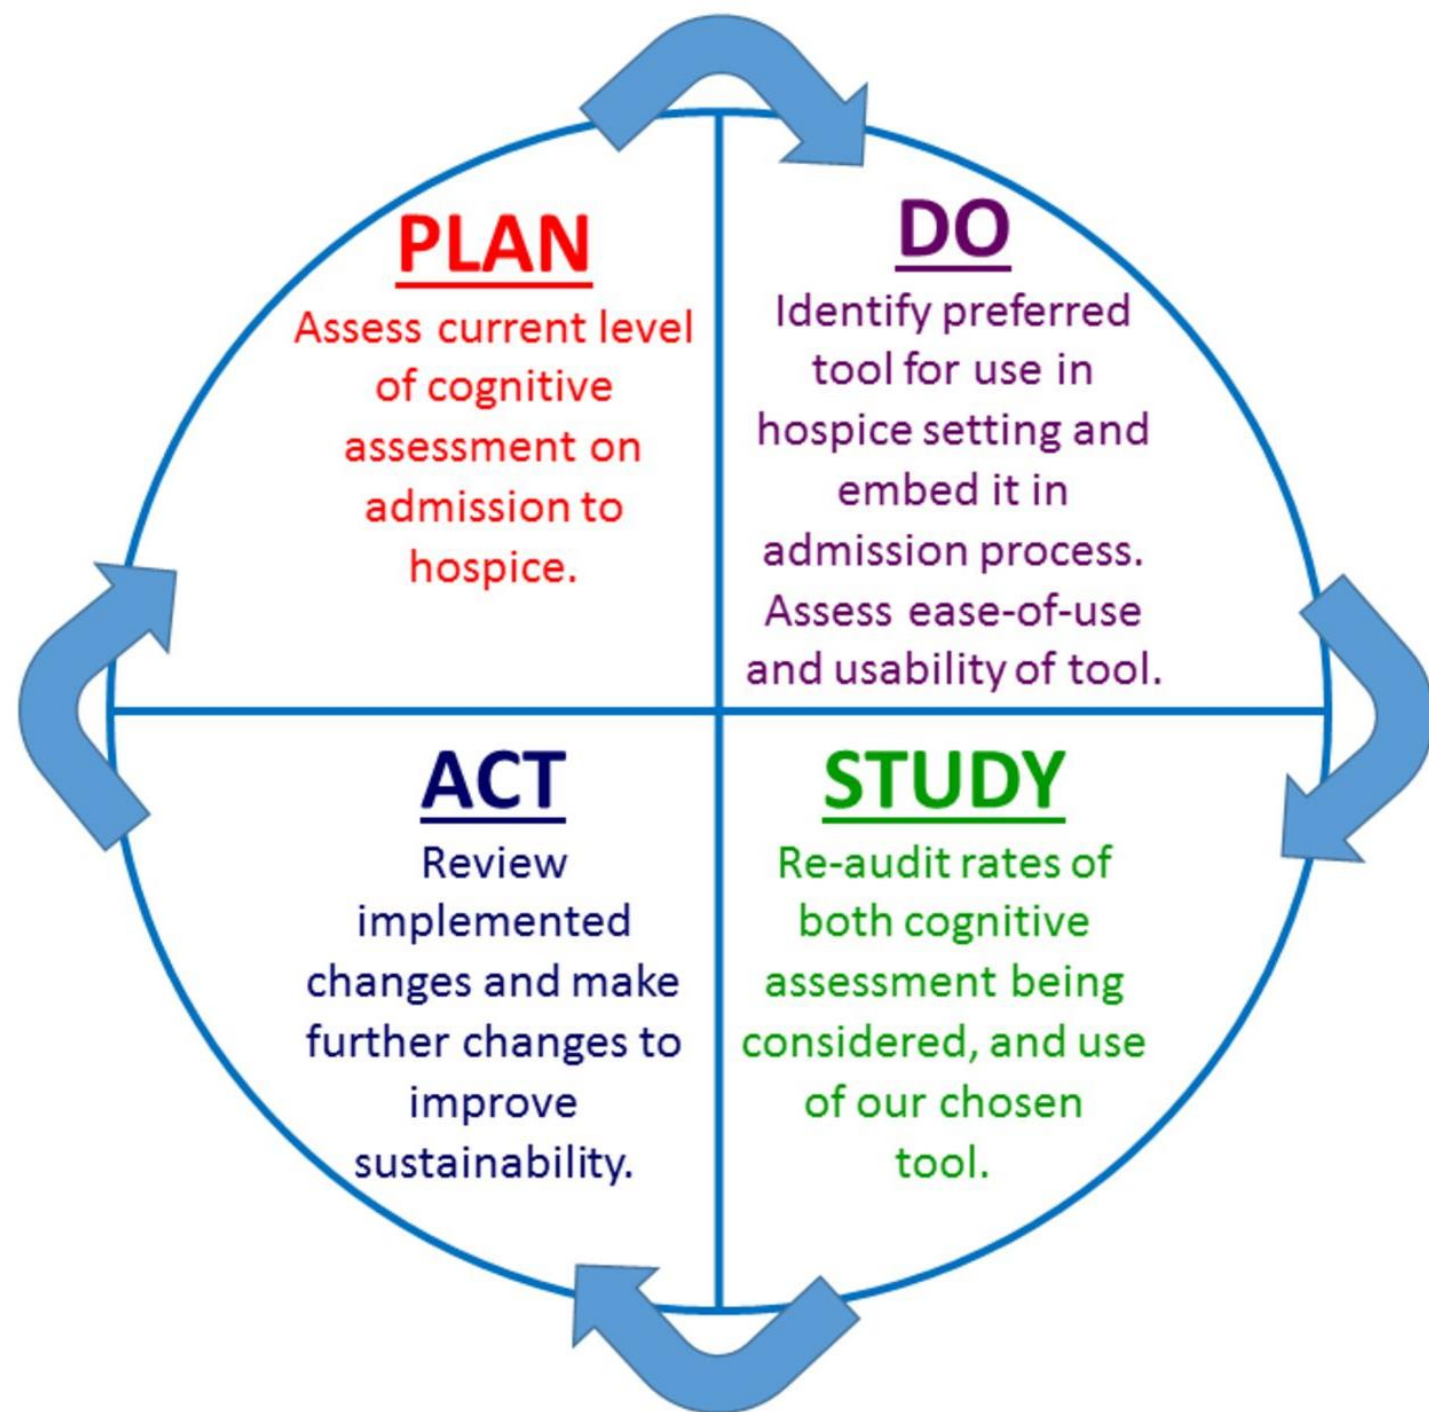 PLAN
Assess current level
of cognitive
assessment on
admission to
hospice.
DO
Identify preferred
tool for use in
hospice setting and
embed it in
admission process.
Assess ease-of-use
and usability of tool.
ACT
Review
implemented
changes and make
further changes to
improve
sustainability.
STUDY
Re-audit rates of
both cognitive
assessment being
considered, and use
of our chosen
tool.